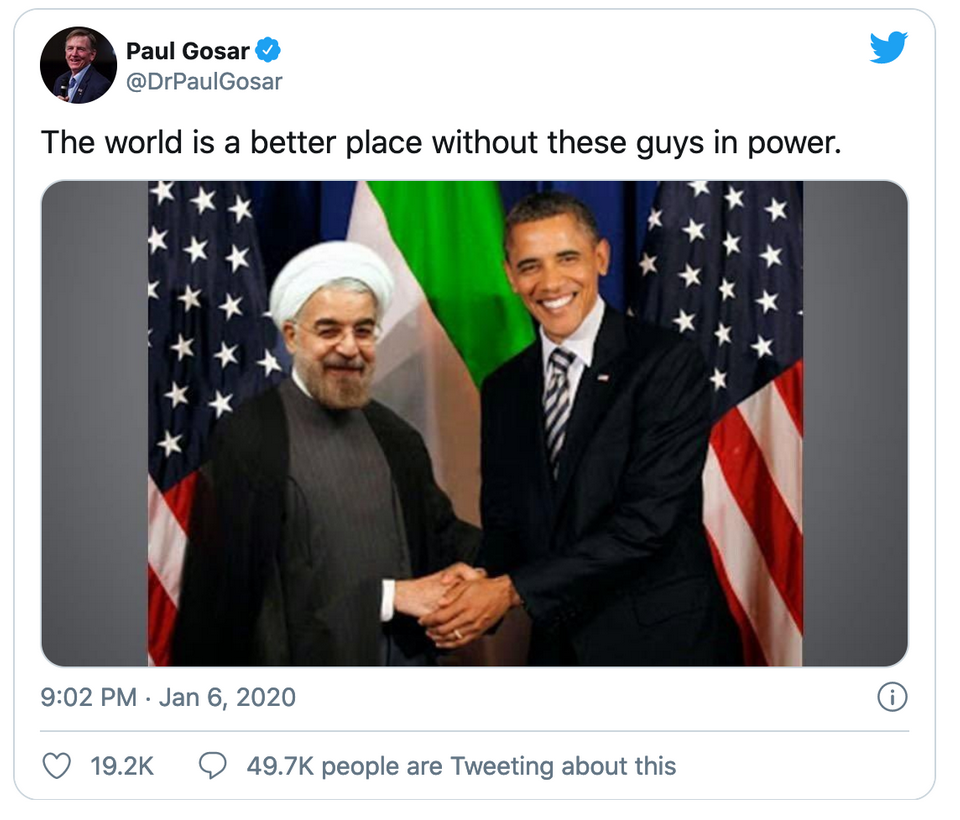 Paul Gosar
@DrPaulGosar
The world is a better place without these guys in power.
9:02 PM · Jan 6, 2020
19.2K 49.7K people are Tweeting about this